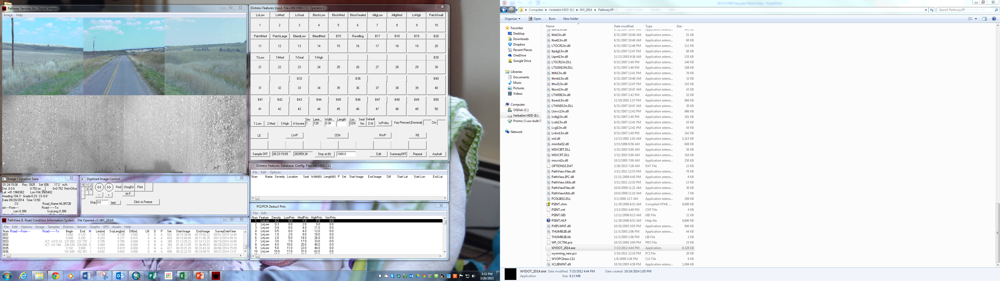 Pathway Services Inc. Digital Images
Image Help
Distress Features Input. File=MICHI00.C11 Operator:1
LnLow LnMed LnSeal BlockLow BlockMed BlockSealed AlligLow AlligMed LnHigh PatchSmall
1 2 3 4 5 6 7 8 9 10
PatchMed PatchLarge BleedLow BleedMed B15 Ravelling B17 B18 B19 B20
11 12 13 14 15 16 17 18 19 20
TrLow TrMed TrSeal TrHigh B30
21 22 23 24 25 26 27 28 29 30
B33 B36 B40
31 32 33 34 35 36 37 38 39 40
B41 B42 B43 B44 B45 B46 B47 B48 B49 B50
41 42 43 44 45 46 47 48 49 50
Sev Lane Width Length Loc Seal Default
1 Low 2 Med 3 High 4 Severe 1 12ft 0.0ft CEN No D:N WP=No Key Pressed (Decimal): Chr.
LE LWP CEN RWP RE
Sample OFF 00:23:19:09 282959.2ft Stop at (ft) 1000.0 Edit SummaryOFF Repeat Asphalt
Distress Features Database. Config. File=MICHI00.C11
File Edit Options
Num Name Severity Location Seal Width(ft) Length(ft) P Set Start Image End Image Diff Start Lat Start Lon End Lat
PCI/PCR Deduct Pnts
File Edit
Num Feature Density LowPnts MedPnts HighPnts SevPnts
1 LnLow 0.2 0.0 1.0 7.0 0.0
2 LnLow 0.3 0.0 2.0 9.0 0.0
3 LnLow 0.4 0.0 4.0 11.0 0.0
4 LnLow 0.5 0.0 4.0 12.0 0.0
5 LnLow 1.0 2.0 9.0 18.0 0.0
6 LnLow 2.0 5.0 14.0 26.0 0.0
7 LnLow 3.0 7.0 17.0 33.0 0.0
8 LnLow 4.0 10.0 20.0 40.0 0.0
9 LnLow 5.0 11.0 22.0 44.0 0.0
10 LnLow 10.0 17.0 31.0 62.0 0.0
Image / Location Data
01:24:15:06 Rec 3925 Set 656 17.2 m/h
Dist 0.0 ft 0.752 mi 0+0.752 Ref+Offse
Lat +41.1968382 Lon-104.3565402
Heading 104.3° Grade-0.2% CS-0.6°
Date 09/20/2014 Time 13:50
CS: Road_Name:ML9572B
ad-----From---: Road-------To:
Len:0.388 SvyLeng:0.388
Digitized Image Control
5 1 2
3 4
<< >> Find ChngDir Print
... + M.P.
Skip 0.0 feet Click to Freeze
PathView II. Road Condition Information System. File Opened=E:\WY_2014\
File Edit Options Image Samples Distress Sensor Graphs GPS Assets Help
Num -Road----From---- Road-------To Begin End M Len(mi) SvyLeng(mi) Dff(mi) LN D P Set Start-Image End-Image SurveyDateTime
3931 0.000 0.120 I 0.144 0.184 0.040 0 N A 642 00:15:38:06 00:15:50:22 09/01/2014 14:44
3932 0.000 0.293 I 0.293 0.277 -0.016 0 N A 653 00:10:48:00 00:11:06:25 09/13/2014 09:14
3933 JCT. WYO-32 237.093 237.797 I 0.705 0.705 -0.000 0 N A 345 01:13:25:23 01:14:13:23 08/19/2014 14:45
3934 JCT. US-14A 236.539 236.060 D 0.484 0.484 -0.000 0 N A 354 01:36:12:05 01:36:45:03 08/25/2014 12:14
3935 0.182 0.800 I 0.619 0.619 -0.000 0 N A 617 00:33:01:20 00:33:43:24 08/06/2014 15:09
3936 101.680 102.351 I 0.692 0.692 0.000 0 N A 658 00:32:22:10 00:33:09:15 09/21/2014 13:31
3:32 PM
3/26/2015
Computer Verbatim HDD (E:) WY_2014 PathwayXP
Search PathwayXP
Organize Open Burn New folder
Favorites
Desktop
Downloads
Dropbox
Recent Places
OneDrive
Google Drive
Libraries
Documents
Music
Pictures
Videos
Computer
OSDisk (C:)
Verbatim HDD (E:)
Promo (\\uw-bulk\T
Network
Name Date modified Type Size
ltkrn13n.dll 8/31/2007 10:47 AM Application extens... 445 KB
ltlst13n.dll 8/31/2007 10:48 AM Application extens... 51 KB
ltnet13n.dll 8/31/2007 10:48 AM Application extens... 60 KB
LTOCR13n.dll 8/31/2007 12:48 PM Application extens... 112 KB
ltpdg13n.dll 8/31/2007 12:47 PM Application extens... 66 KB
Ltpnt13n.dll 11/13/2003 8:36 AM Application extens... 155 KB
LTSCR13n.DLL 8/31/2007 1:40 PM Application extens... 140 KB
LTSGM13N.DLL 8/31/2007 1:40 PM Application extens... 108 KB
lttlb13n.dll 8/31/2007 12:41 PM Application extens... 76 KB
lttmb13n.dll 8/31/2007 10:48 AM Application extens... 32 KB
lttw213n.dll 8/31/2007 12:47 PM Application extens... 143 KB
lttwn13n.dll 8/31/2007 10:47 AM Application extens... 43 KB
LTWEB13n.dll 8/31/2007 1:42 PM Application extens... 52 KB
ltwen13n.dll 11/19/2001 1:57 PM Application extens... 806 KB
LTWND13n.DLL 8/31/2007 10:47 AM Application extens... 30 KB
Ltwvc13n.dll 8/31/2007 12:42 PM Application extens... 986 KB
lvdlg13n.dll 8/31/2007 1:40 PM Application extens... 161 KB
Lvdx13n.dll 8/31/2007 12:41 PM Application extens... 43 KB
Lvgl13n.dll 8/31/2007 12:41 PM Application extens... 45 KB
Lvkrn13n.dll 8/31/2007 1:40 PM Application extens... 242 KB
mil.dll 12/13/2001 1:03 AM Application extens... 5,313 KB
mimfal32.dll 3/15/1996 8:56 AM Application extens... 608 KB
MSVCIRT.DLL 3/31/2003 5:00 AM Application extens... 50 KB
MSVCRT.DLL 3/31/2003 5:00 AM Application extens... 316 KB
msvcrt2x.dll 10/2/1995 7:09 AM Application extens... 250 KB
OPTION32.DAT 3/26/2015 7:28 AM DAT File 23 KB
PathView.Files.dll 3/11/2011 12:53 PM Application extens... 70 KB
PathView.IPC.dll 11/11/2009 4:45 PM Application extens... 8 KB
PathView.Utils.dll 3/11/2011 12:53 PM Application extens... 13 KB
PathViewFiles.dll 10/6/2009 11:21 AM Application extens... 30 KB
PathViewUtils.dll 10/6/2009 11:10 AM Application extens... 7 KB
PCDLIB32.DLL 5/2/2000 2:17 AM Application extens... 208 KB
PSINT.chm 11/29/2006 6:52 AM Compiled HTML ... 9,890 KB
PSINT.cnt 2/13/2002 4:40 PM CNT File 4 KB
PSINT.GID 12/12/2008 8:13 AM GID File 21 KB
PSINT.HLP 11/29/2006 6:52 AM Help file 9,890 KB
PXIPLWNT.dll 10/10/2005 5:05 PM Application extens... 940 KB
THUMBLIB.dll 11/3/2005 2:06 PM Application extens... 44 KB
THUMBLIB.lib 11/3/2005 1:06 PM LIB File 2 KB
WP_OCT04.pro 10/15/2004 3:00 PM PRO File 25 KB
WYDOT_2014.exe 7/23/2012 4:44 PM Application 8,328 KB
wyoming_new.pci 3/24/2011 12:19 PM PCI File 20 KB
WYOPCInew.C11 1/6/2009 3:26 PM C11 File 6 KB
XCLIBWNT.dll 10/10/2005 4:58 PM Application extens... 1,084 KB
WYDOT_2014.exe Date modified: 7/23/2012 4:44 PM Date created: 10/24/2014 1:05 PM
Application Size: 8.13 MB